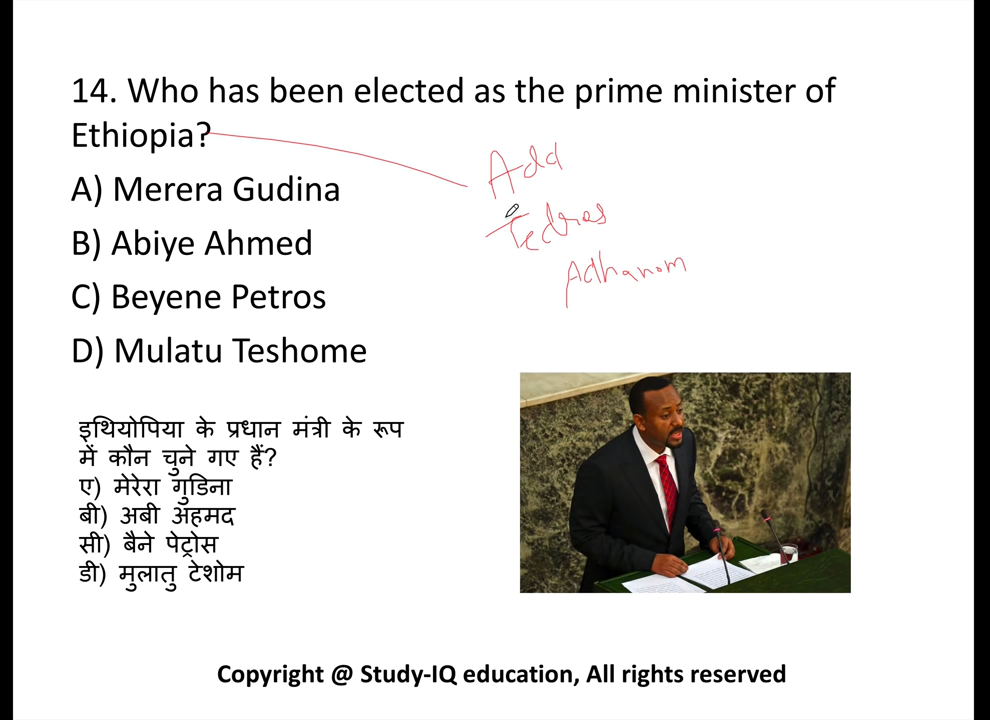 14. Who has been elected as the prime minister of
Ethiopia?
A) Merera Gudina
B) Abiye Ahmed
C) Beyene Petros
D) Mulatu Teshome
Add
Tedros
Adhanom
इथियोपिया के प्रधान मंत्री के रूप
में कौन चुने गए हैं?
ए) मेरेरा गुडिना
बी) अबी अहमद
सी) बैने पेट्रोस
डी) मुलातु टेशोम
Copyright @ Study-IQ education, All rights reserved